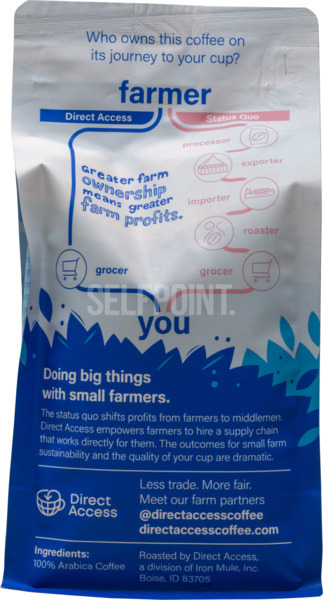 Who owns this coffee on
its journey to your cup?
farmer
Direct Access
Status Quo
processor
exporter
importer
roaster
grocer
Greater farm
ownership
means greater
farm profits.
grocer
SELFPOINT.
you
Doing big things
with small farmers.
The status quo shifts profits from farmers to middlemen.
Direct Access empowers farmers to hire a supply chain
that works directly for them. The outcomes for small farm
sustainability and the quality of your cup are dramatic.
Direct
Access
Less trade. More fair.
Meet our farm partners
@directaccesscoffee
directaccesscoffee.com
Ingredients:
100% Arabica Coffee
Roasted by Direct Access,
a division of Iron Mule, Inc.
Boise, ID 83705